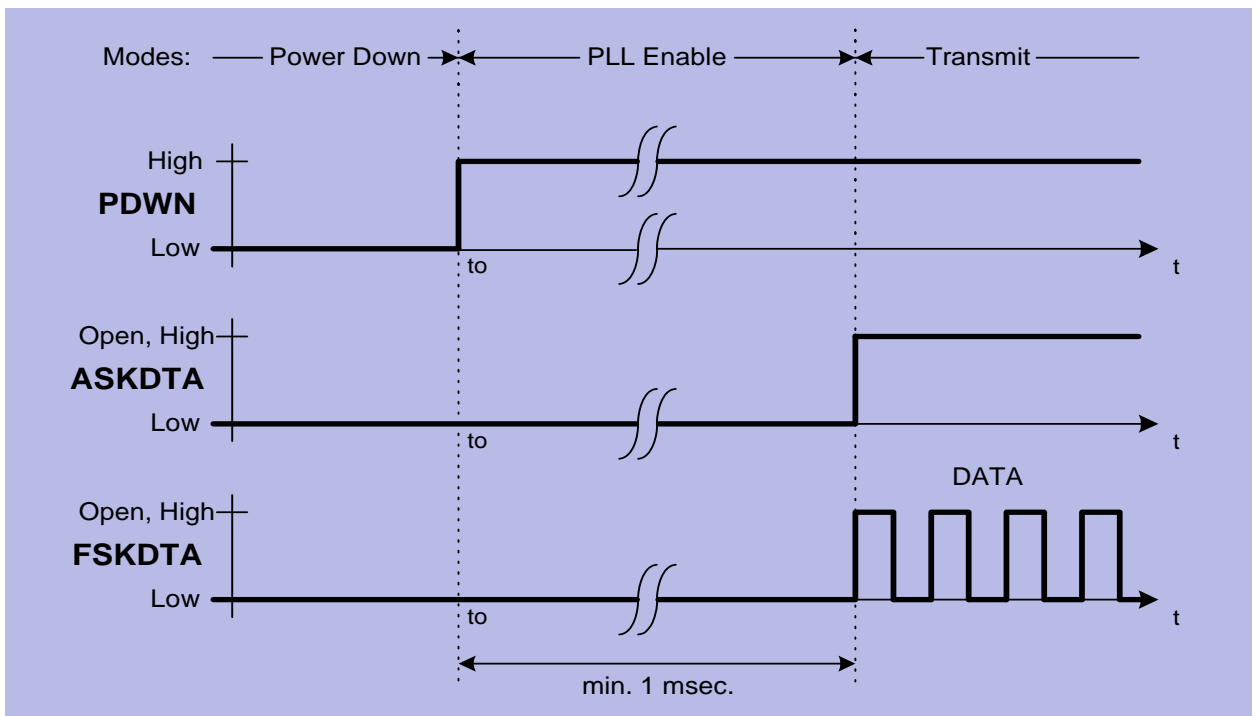 Modes: Power Down PLL Enable Transmit
High
PDWN
Low
to
t
Open, High
ASKDTA
Low
to
t
DATA
Open, High
FSKDTA
Low
to
t
min. 1 msec.